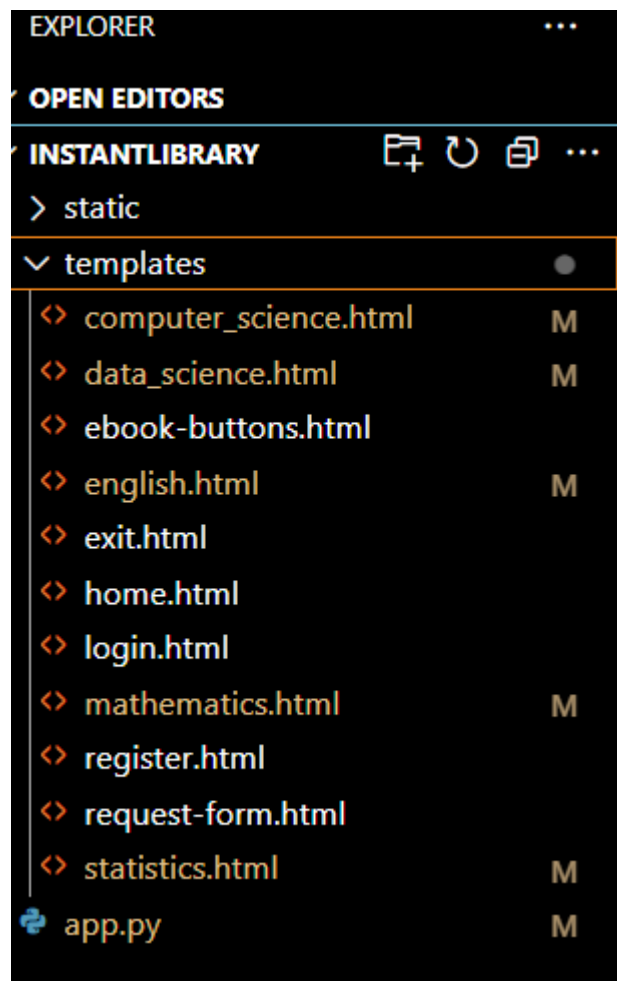 EXPLORER ...
OPEN EDITORS
INSTANTLIBRARY ...
static
templates
computer_science.html M
data_science.html M
ebook-buttons.html
english.html M
exit.html
home.html
login.html
mathematics.html M
register.html
request-form.html
statistics.html M
app.py M